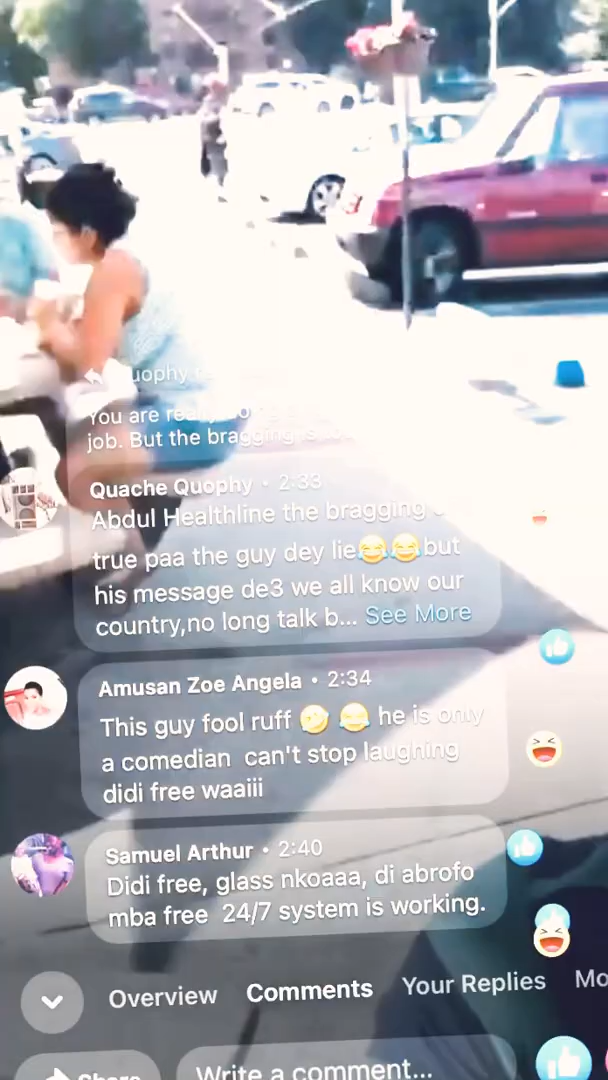 You are
job. But the bragging
Quache Quophy • 2:33
Abdul Healthline the bragging
true paa the guy dey lie😂😂but
his message de3 we all know our
country,no long talk b... See More
Amusan Zoe Angela • 2:34
This guy fool ruff 🤣 😂 he is only
a comedian can't stop laughing
didi free waaiii
Samuel Arthur • 2:40
Didi free, glass nkoaaa, di abrofo
mba free 24/7 system is working.
Overview Comments Your Replies
Share Write a comment...